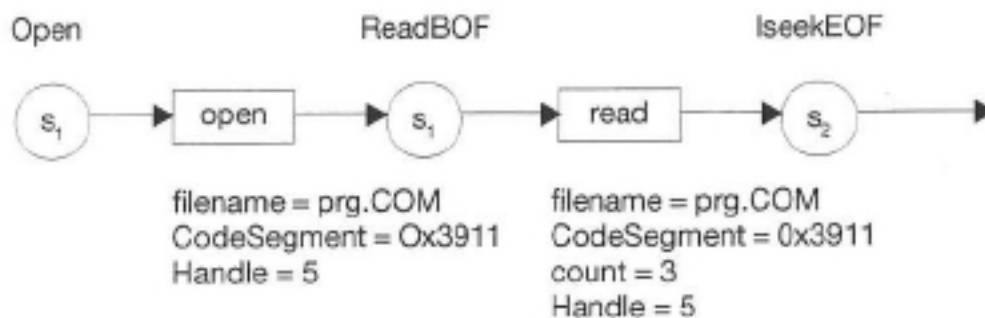 Open ReadBOF lseekEOF
s1 open s1 read s2
filename = prg.COM
CodeSegment = Ox3911
Handle = 5
filename = prg.COM
CodeSegment = 0x3911
count = 3
Handle = 5